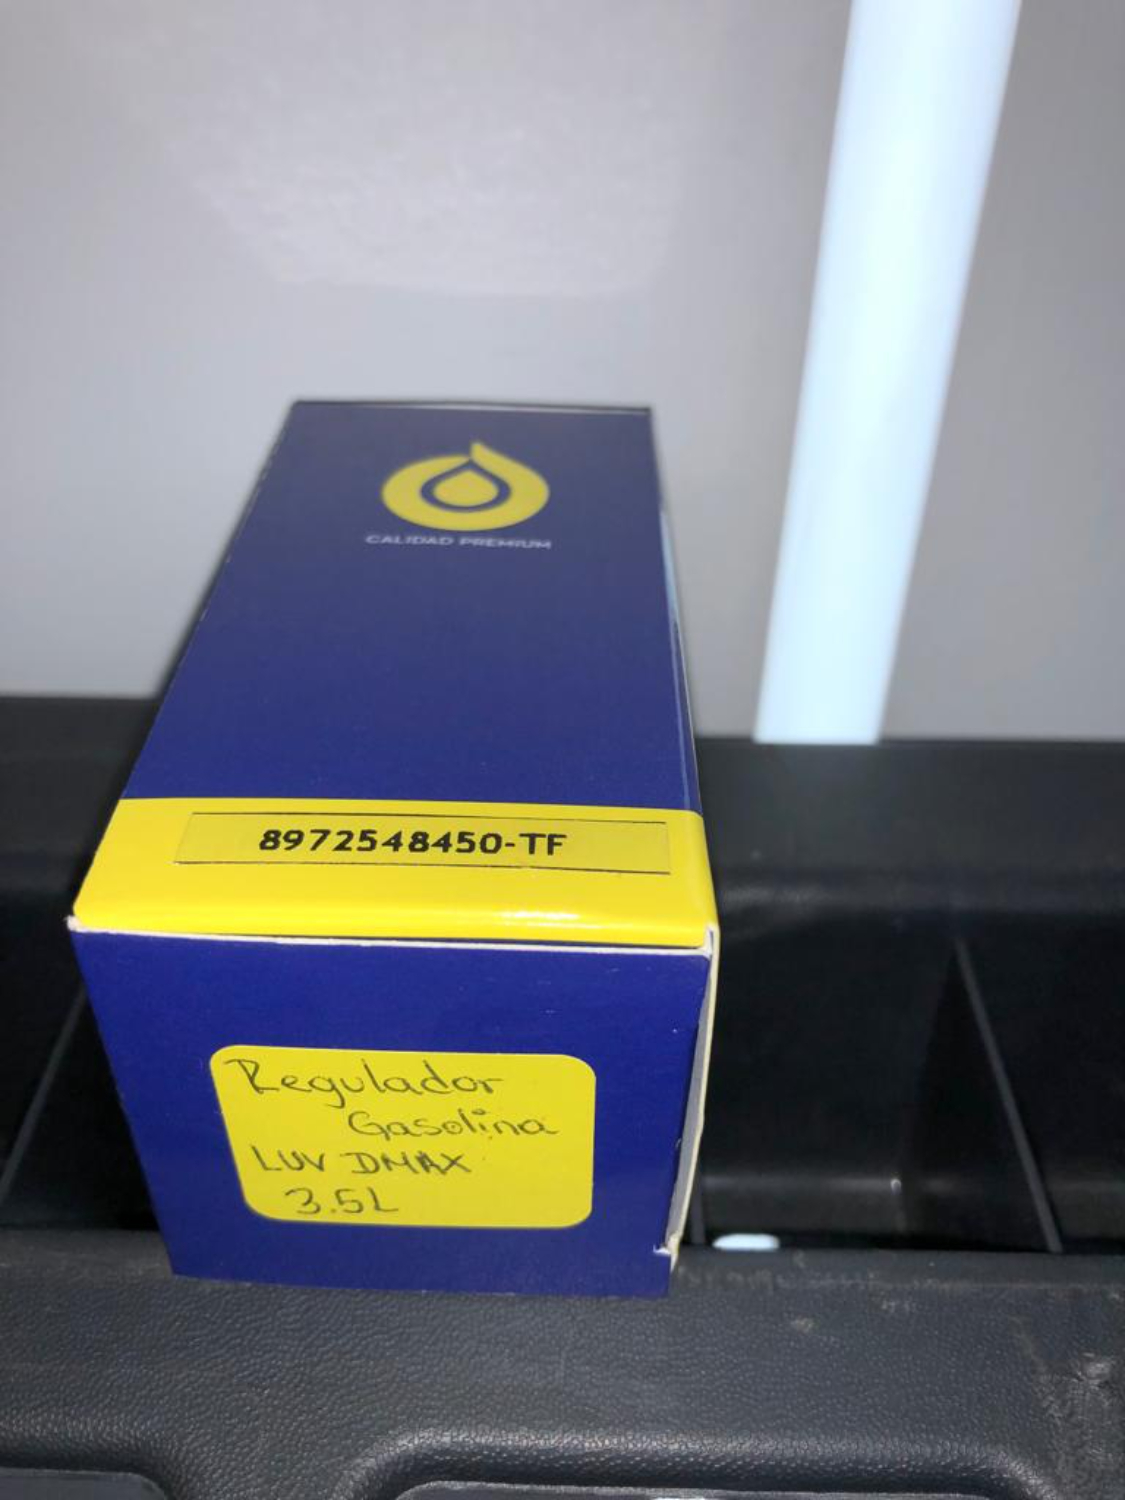 CALIDAD PREMIUM
8972548450-TF
Regulador
Gasolina
LUV DMAX
3.5L